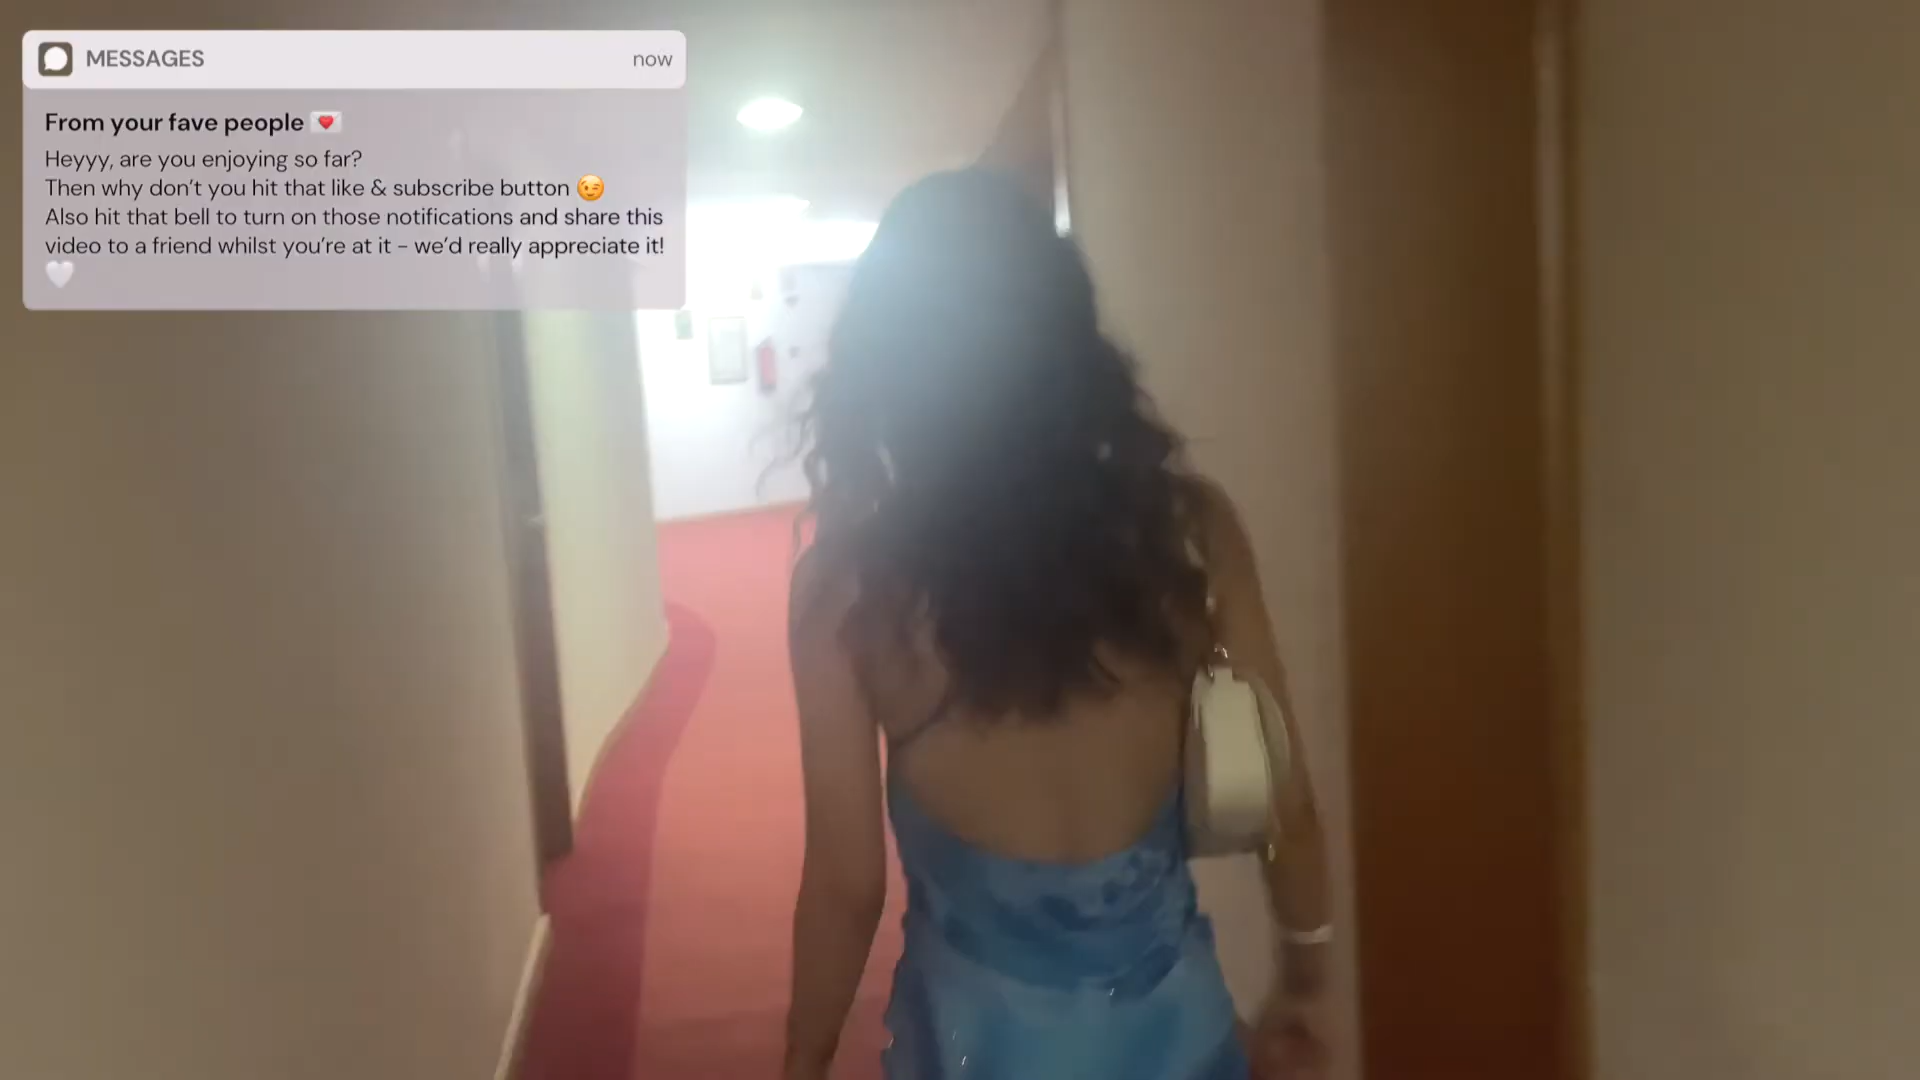 MESSAGES now
From your fave people 💌
Heyyy, are you enjoying so far?
Then why don't you hit that like & subscribe button 😉
Also hit that bell to turn on those notifications and share this
video to a friend whilst you're at it - we'd really appreciate it!
🤍